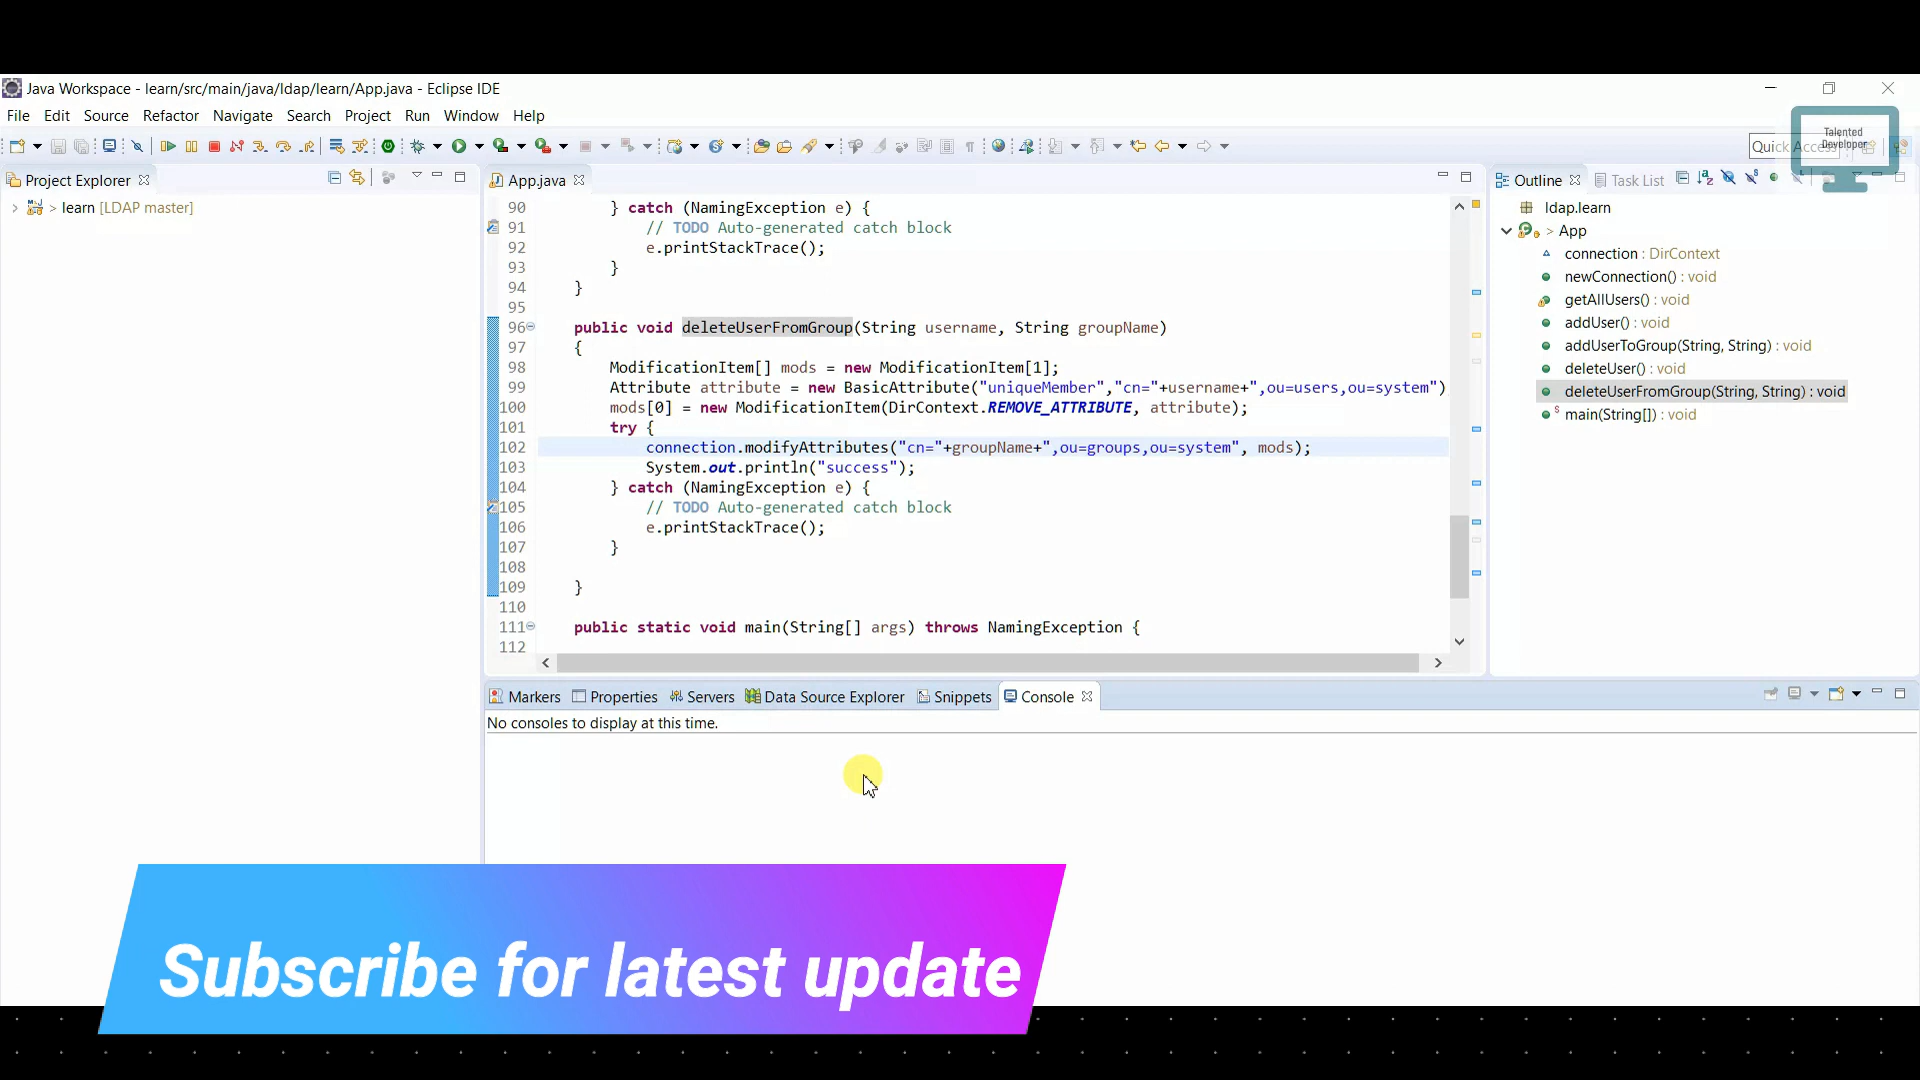 Java Workspace - learn/src/main/java/ldap/learn/App.java - Eclipse IDE
File Edit Source Refactor Navigate Search Project Run Window Help
Quick Access
Talented
Developer
Project Explorer
> learn [LDAP master]
App.java
90 } catch (NamingException e) {
91 // TODO Auto-generated catch block
92 e.printStackTrace();
93 }
94 }
95
96 public void deleteUserFromGroup(String username, String groupName)
97 {
98 ModificationItem[] mods = new ModificationItem[1];
99 Attribute attribute = new BasicAttribute("uniqueMember","cn="+username+",ou=users,ou=system")
100 mods[0] = new ModificationItem(DirContext.REMOVE_ATTRIBUTE, attribute);
101 try {
102 connection.modifyAttributes("cn="+groupName+",ou=groups,ou=system", mods);
103 System.out.println("success");
104 } catch (NamingException e) {
105 // TODO Auto-generated catch block
106 e.printStackTrace();
107 }
108
109 }
110
111 public static void main(String[] args) throws NamingException {
112
Outline Task List
ldap.learn
> App
connection : DirContext
newConnection() : void
getAllUsers() : void
addUser() : void
addUserToGroup(String, String) : void
deleteUser() : void
deleteUserFromGroup(String, String) : void
main(String[]) : void
Markers Properties Servers Data Source Explorer Snippets Console
No consoles to display at this time.
Subscribe for latest update